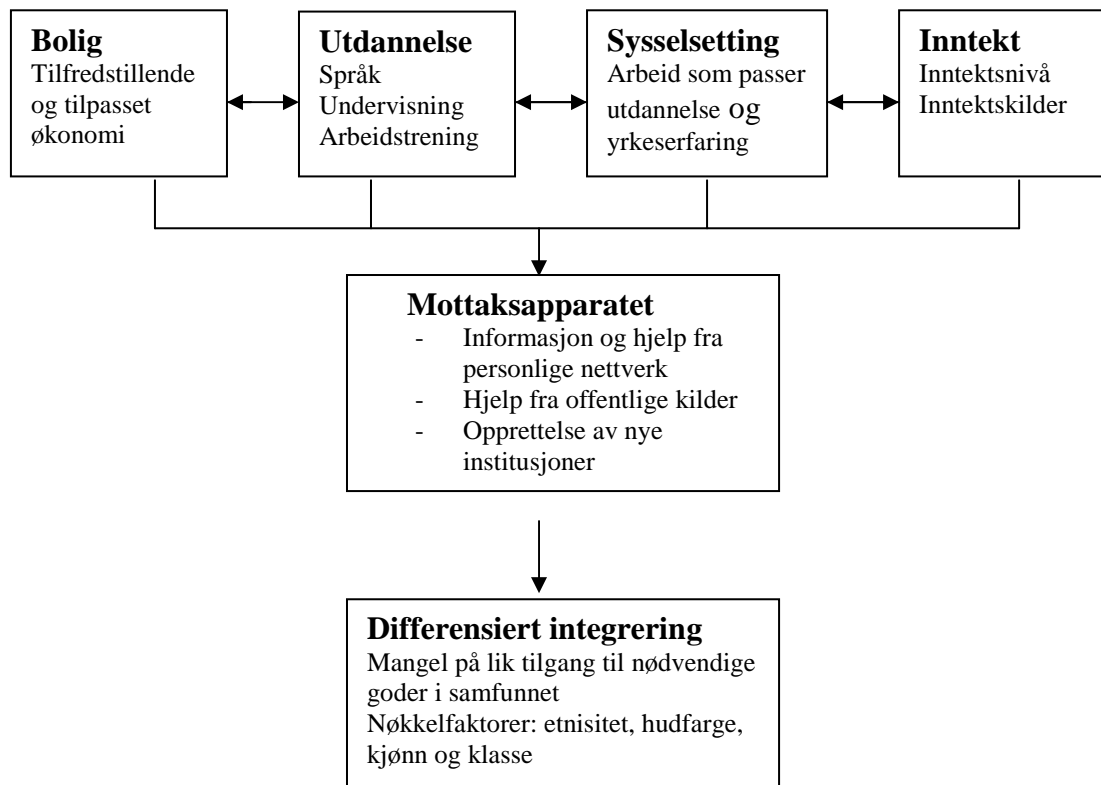 Bolig
Tilfredstillende
og tilpasset
økonomi
Utdannelse
Språk
Undervisning
Arbeidstrening
Sysselsetting
Arbeid som passer
utdannelse og
yrkeserfaring
Inntekt
Inntektsnivå
Inntektskilder
Mottaksapparatet
- Informasjon og hjelp fra
personlige nettverk
- Hjelp fra offentlige kilder
- Opprettelse av nye
institusjoner
Differensiert integrering
Mangel på lik tilgang til nødvendige
goder i samfunnet
Nøkkelfaktorer: etnisitet, hudfarge,
kjønn og klasse